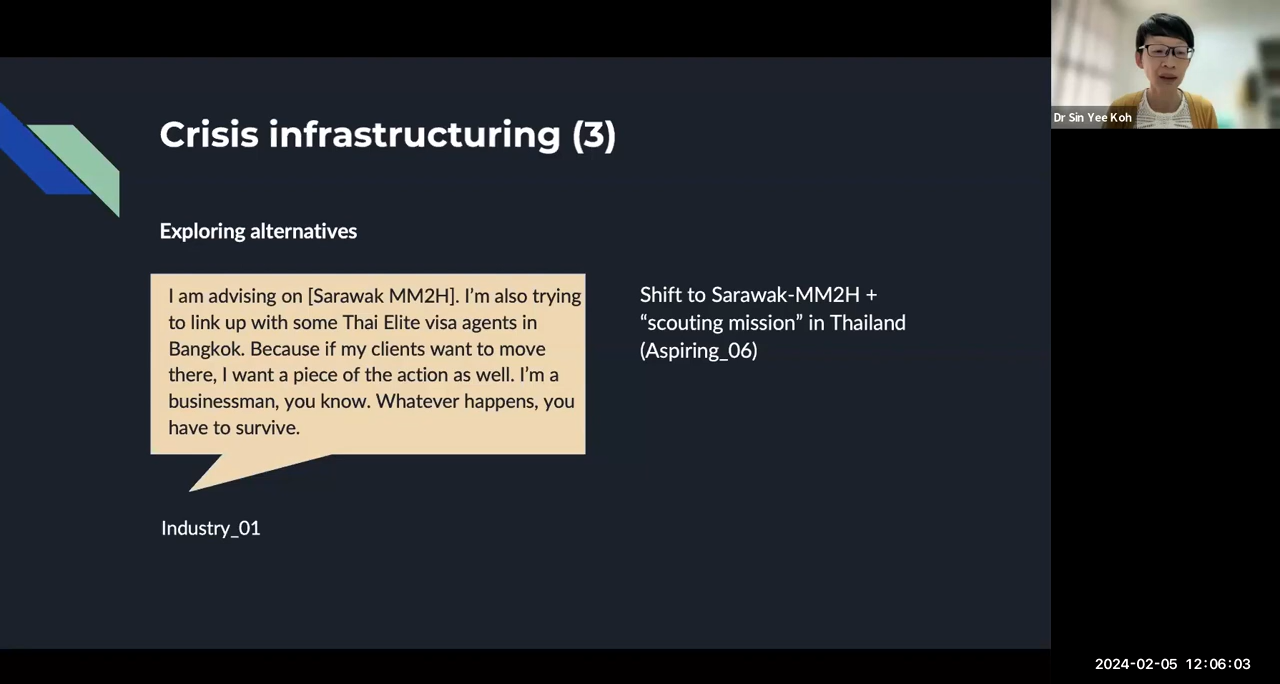 Crisis infrastructuring (3)
Exploring alternatives
I am advising on [Sarawak MM2H]. I’m also trying
to link up with some Thai Elite visa agents in
Bangkok. Because if my clients want to move
there, I want a piece of the action as well. I’m a
businessman, you know. Whatever happens, you
have to survive.
Industry_01
Shift to Sarawak-MM2H +
“scouting mission” in Thailand
(Aspiring_06)
Dr Sin Yee Koh
2024-02-05 12:06:03